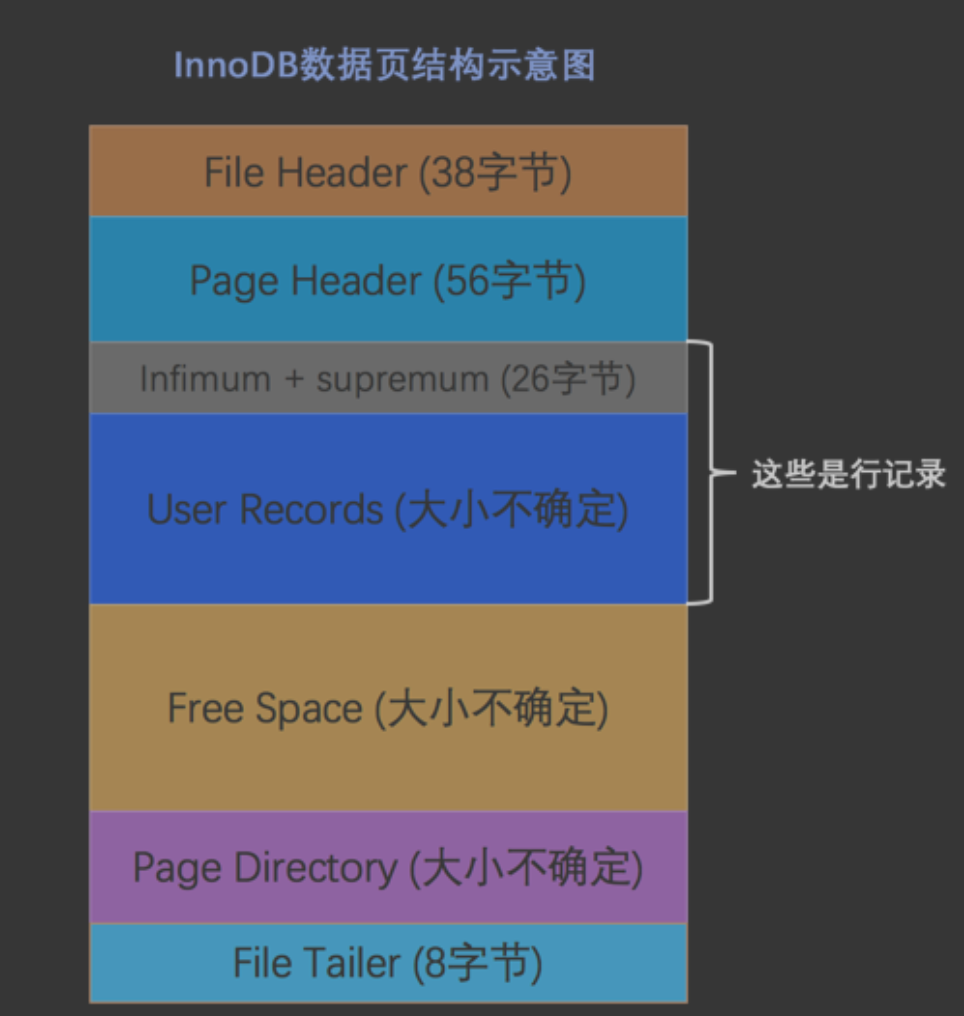 InnoDB数据页结构示意图
File Header (38字节)
Page Header (56字节)
Infimum + supremum (26字节)
User Records (大小不确定)
这些是行记录
Free Space (大小不确定)
Page Directory (大小不确定)
File Tailer (8字节)